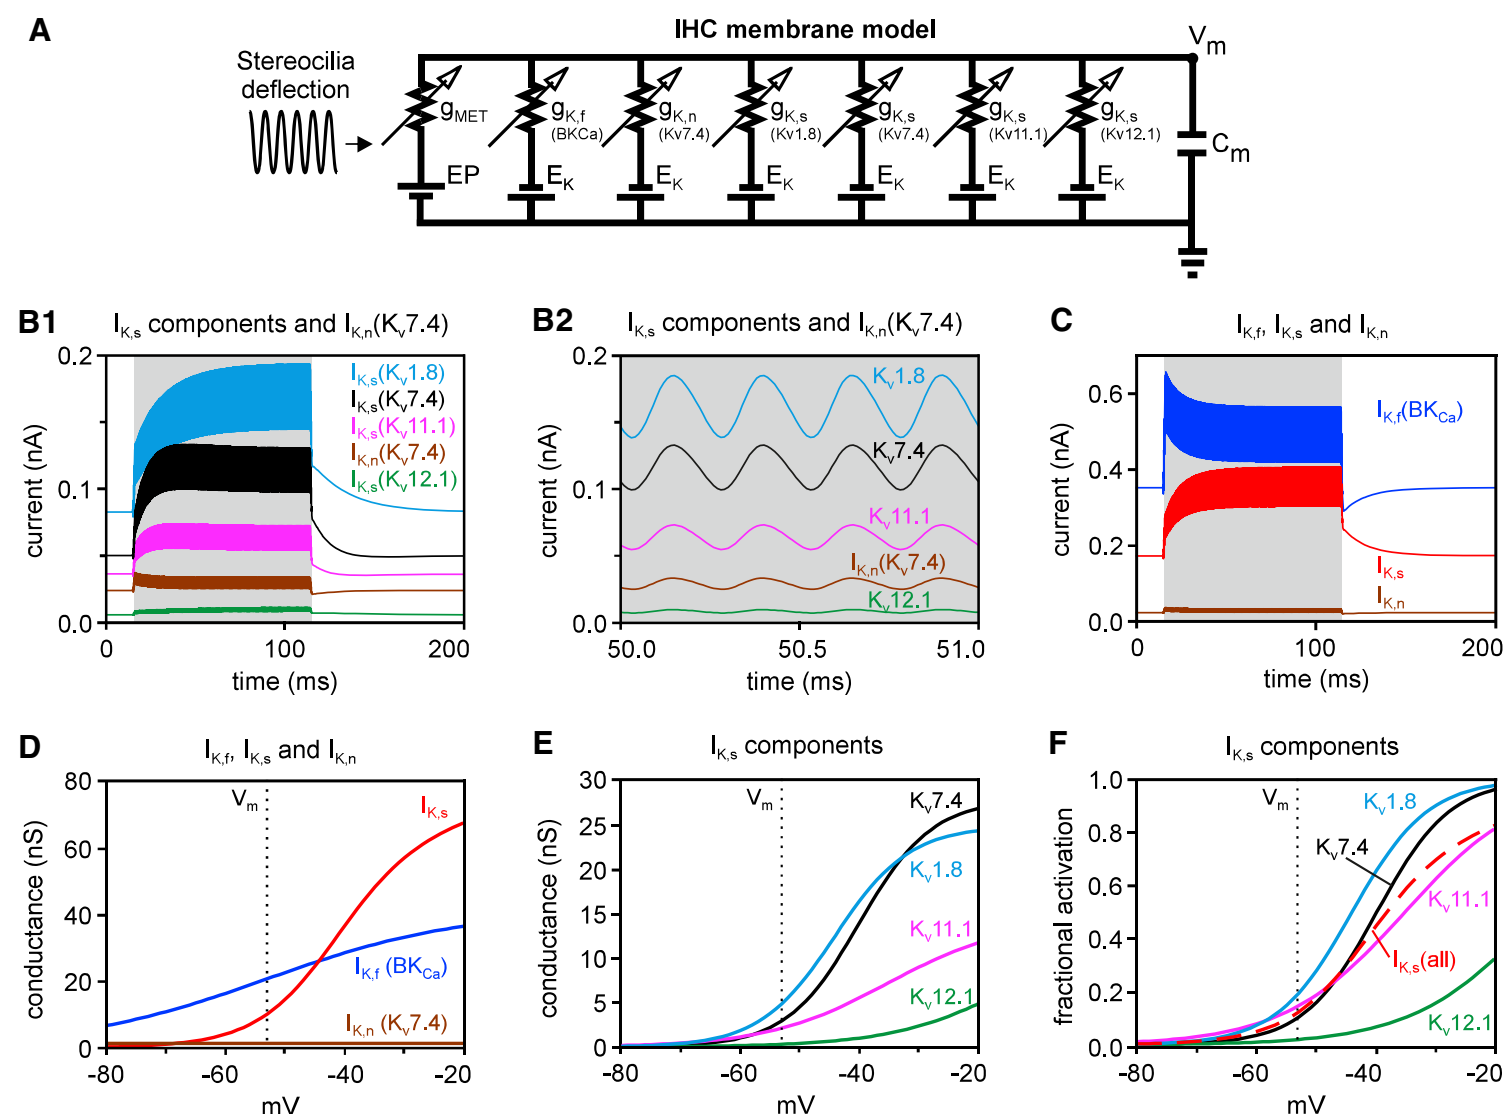 A
IHC membrane model
Stereocilia
deflection
Vm
gMET
gK,f
(BKCa)
gK,n
(Kv7.4)
gK,s
(Kv1.8)
gK,s
(Kv7.4)
gK,s
(Kv11.1)
gK,s
(Kv12.1)
Cm
EP
EK
EK
EK
EK
EK
EK
B1
IK,s components and IK,n(Kv7.4)
0.2
0.1
0.0
current (nA)
IK,s(Kv1.8)
IK,s(Kv7.4)
IK,s(Kv11.1)
IK,n(Kv7.4)
IK,s(Kv12.1)
0
100
200
time (ms)
B2
IK,s components and IK,n(Kv7.4)
0.2
0.1
0.0
current (nA)
Kv1.8
Kv7.4
Kv11.1
IK,n(Kv7.4)
Kv12.1
50.0
50.5
51.0
time (ms)
C
IK,f, IK,s and IK,n
0.6
0.4
0.2
0.0
current (nA)
IK,f(BKCa)
IK,s
IK,n
0
100
200
time (ms)
D
IK,f, IK,s and IK,n
80
60
40
20
0
conductance (nS)
Vm
IK,s
IK,f (BKCa)
IK,n (Kv7.4)
-80
-60
-40
-20
mV
E
IK,s components
30
25
20
15
10
5
0
conductance (nS)
Vm
Kv7.4
Kv1.8
Kv11.1
Kv12.1
-80
-60
-40
-20
mV
F
IK,s components
1.0
0.8
0.6
0.4
0.2
0.0
fractional activation
Vm
Kv1.8
Kv7.4
Kv11.1
IK,s(all)
Kv12.1
-80
-60
-40
-20
mV